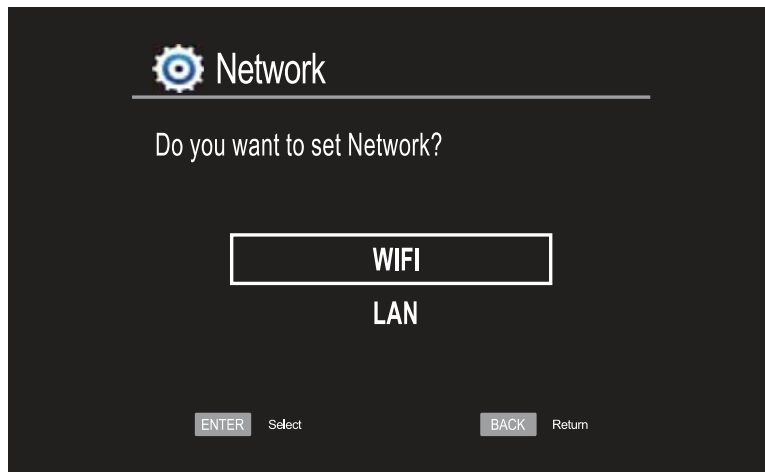 Network
Do you want to set Network?
WIFI
LAN
ENTER Select BACK Return